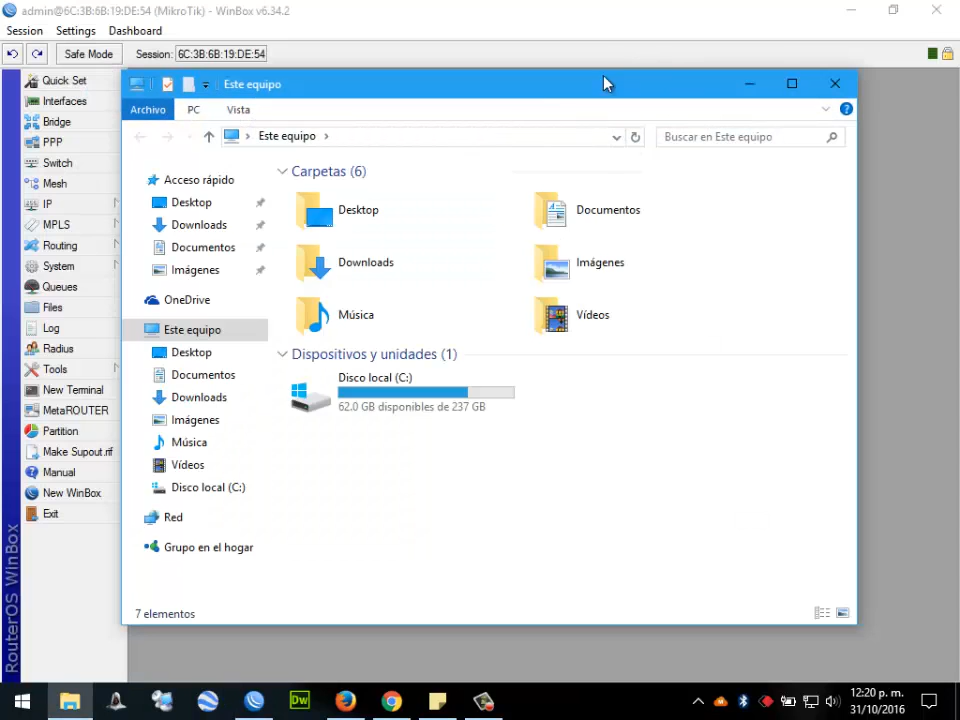 admin@6C:3B:6B:19:DE:54 (MikroTik) - WinBox v6.34.2
Session Settings Dashboard
Safe Mode Session: 6C:3B:6B:19:DE:54
Quick Set
Interfaces
Bridge
PPP
Switch
Mesh
IP
MPLS
Routing
System
Queues
Files
Log
Radius
Tools
New Terminal
MetaROUTER
Partition
Make Supout.rif
Manual
New WinBox
Exit
RouterOS WinBox
Este equipo
Archivo PC Vista
Este equipo
Buscar en Este equipo
Acceso rápido
Desktop
Downloads
Documentos
Imágenes
OneDrive
Este equipo
Desktop
Documentos
Downloads
Imágenes
Música
Vídeos
Disco local (C:)
Red
Grupo en el hogar
Carpetas (6)
Desktop
Documentos
Downloads
Imágenes
Música
Vídeos
Dispositivos y unidades (1)
Disco local (C:)
62.0 GB disponibles de 237 GB
7 elementos
Dw
12:20 p. m.
31/10/2016